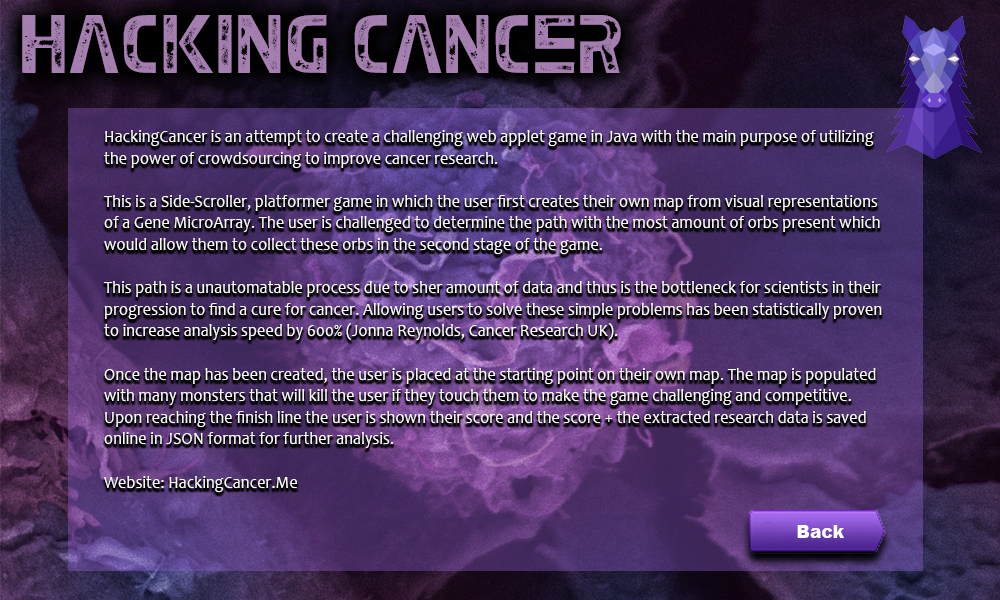 HACKING CANCER
HackingCancer is an attempt to create a challenging web applet game in Java with the main purpose of utilizing
the power of crowdsourcing to improve cancer research.
This is a Side-Scroller, platformer game in which the user first creates their own map from visual representations
of a Gene MicroArray. The user is challenged to determine the path with the most amount of orbs present which
would allow them to collect these orbs in the second stage of the game.
This path is a unautomatable process due to sher amount of data and thus is the bottleneck for scientists in their
progression to find a cure for cancer. Allowing users to solve these simple problems has been statistically proven
to increase analysis speed by 600% (Jonna Reynolds, Cancer Research UK).
Once the map has been created, the user is placed at the starting point on their own map. The map is populated
with many monsters that will kill the user if they touch them to make the game challenging and competitive.
Upon reaching the finish line the user is shown their score and the score + the extracted research data is saved
online in JSON format for further analysis.
Website: HackingCancer.Me
Back